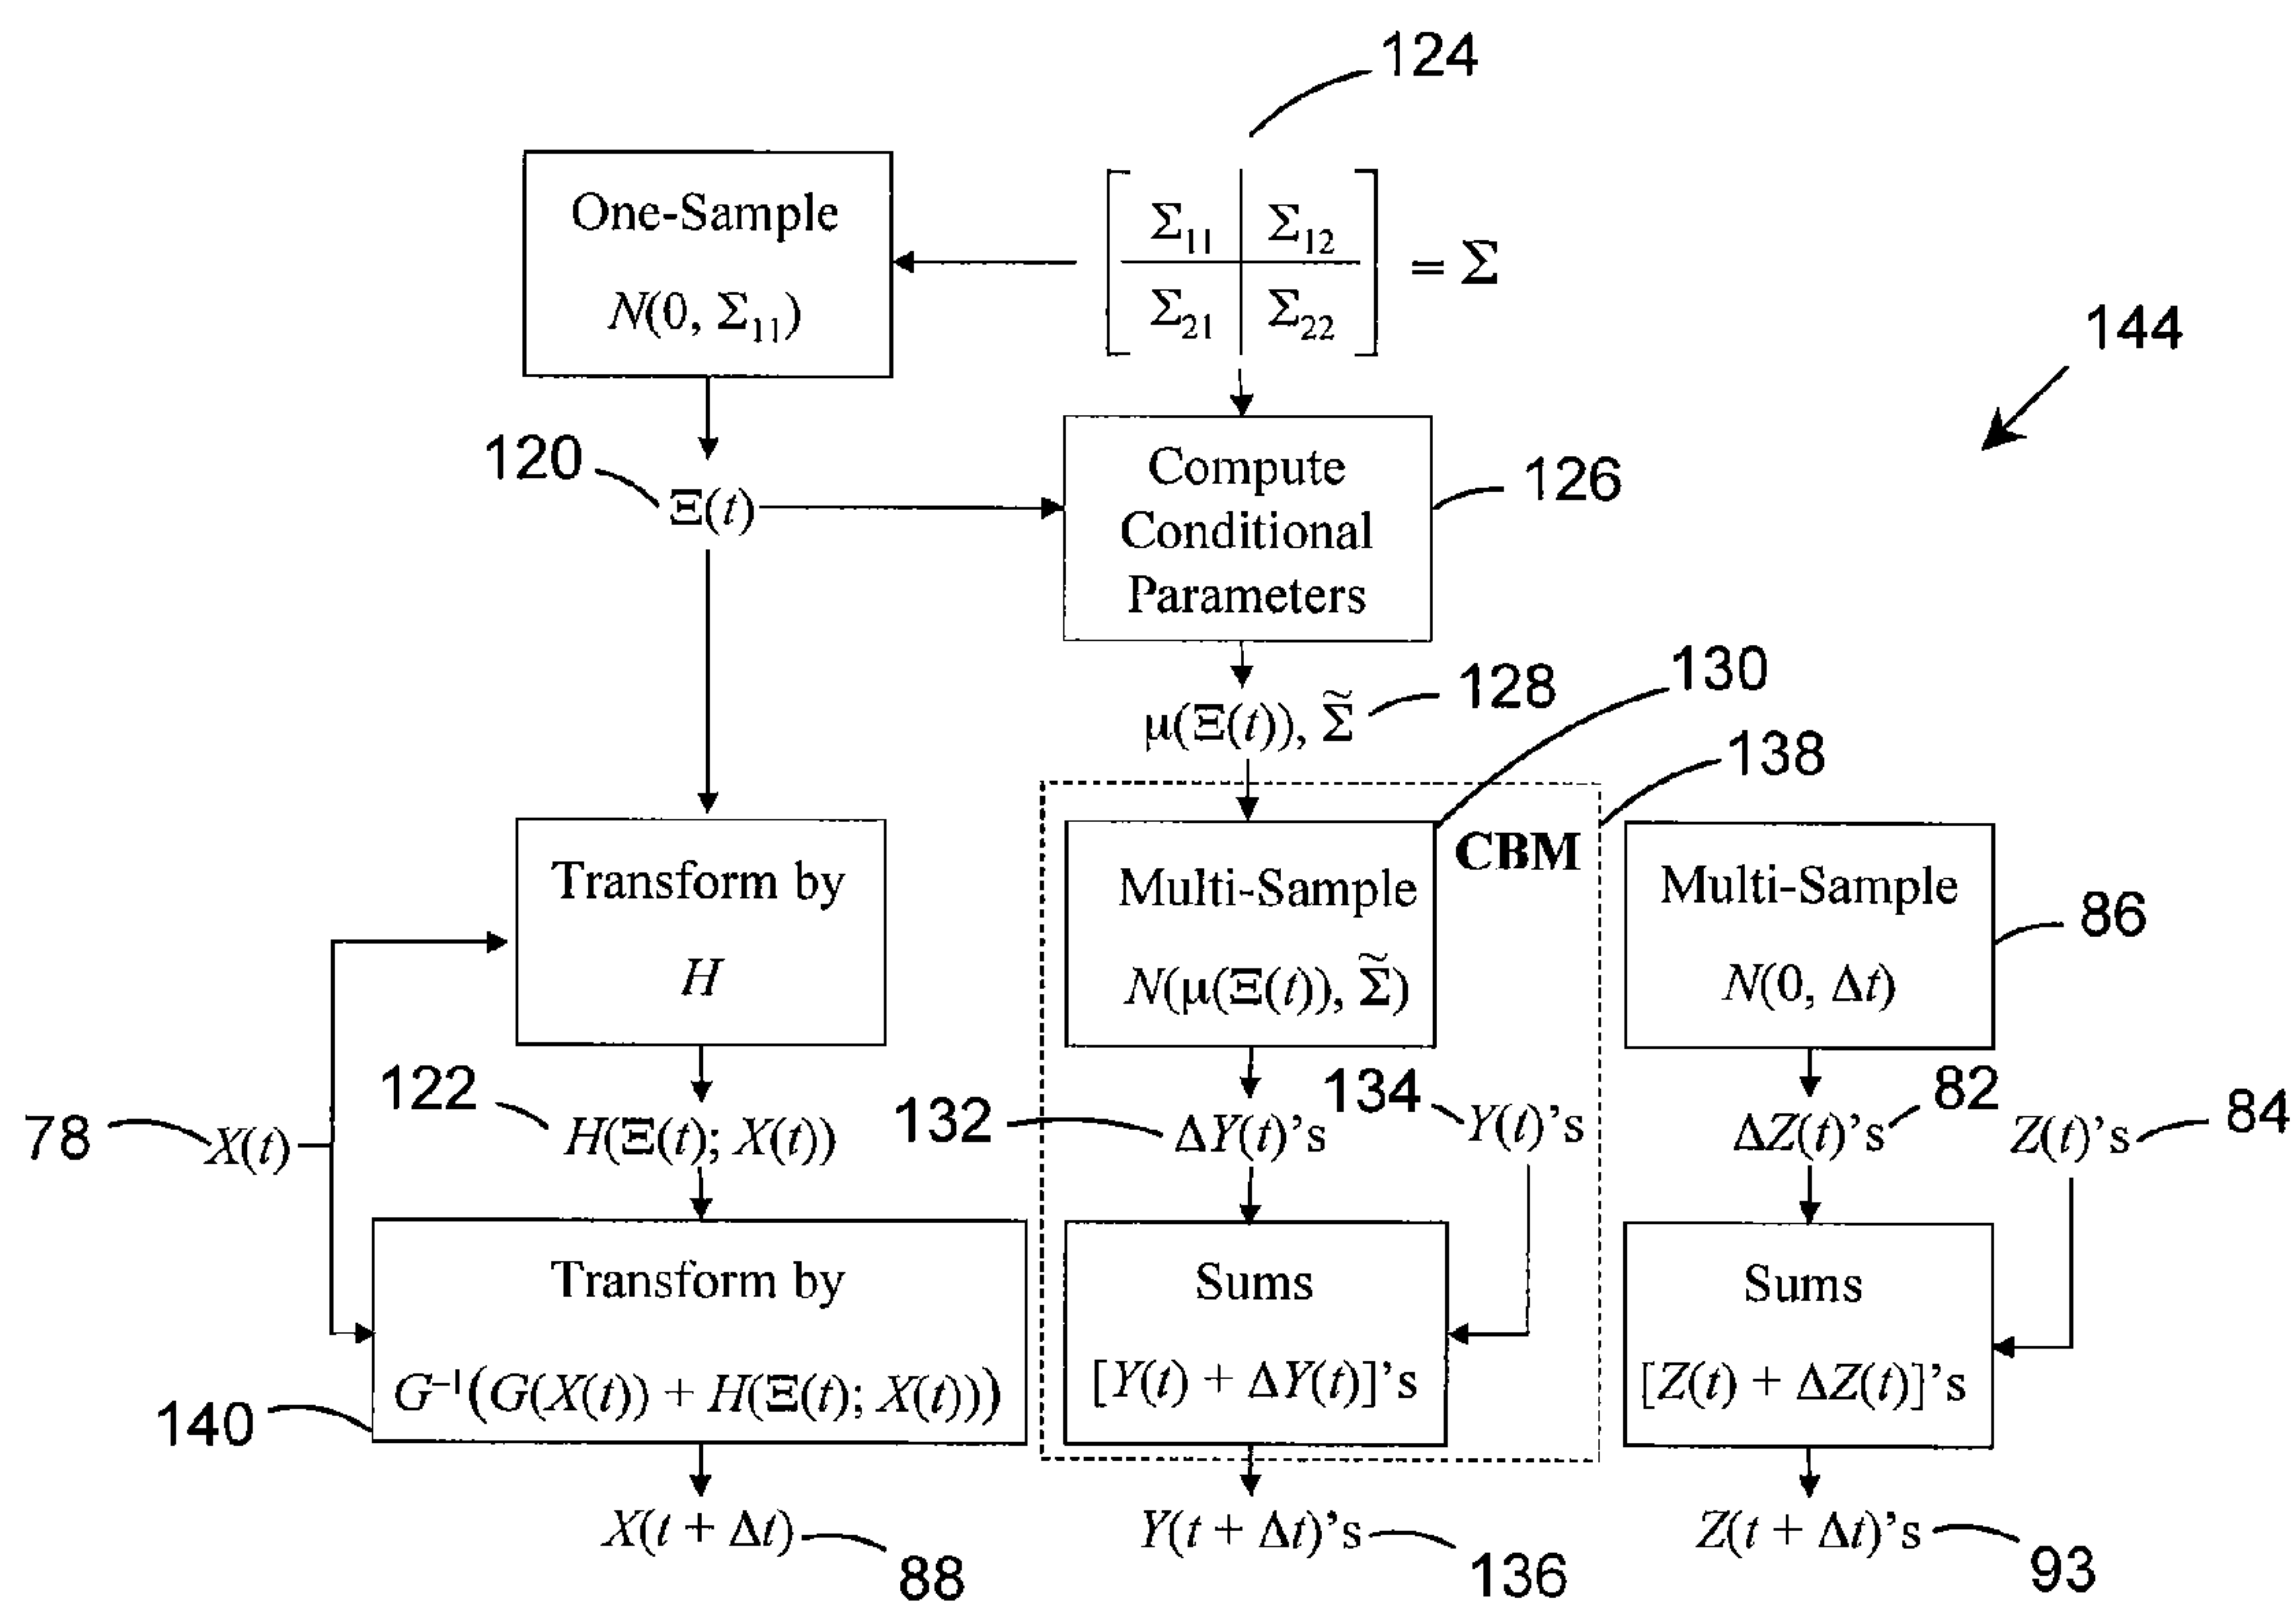 124
One-Sample
N(0, Σ₁₁)
Σ₁₁ Σ₁₂
Σ₂₁ Σ₂₂
= Σ
144
120
Ξ(t)
Compute
Conditional
Parameters
126
μ(Ξ(t)), Σ̃
128
130
138
Transform by
H
CBM
Multi-Sample
N(μ(Ξ(t)), Σ̃)
Multi-Sample
N(0, Δt)
86
78
X(t)
122
H(Ξ(t); X(t))
132
ΔY(t)’s
134
Y(t)’s
ΔZ(t)’s
82
Z(t)’s
84
Transform by
G⁻¹(G(X(t)) + H(Ξ(t); X(t)))
140
Sums
[Y(t) + ΔY(t)]’s
Sums
[Z(t) + ΔZ(t)]’s
X(t + Δt)
88
Y(t + Δt)’s
136
Z(t + Δt)’s
93